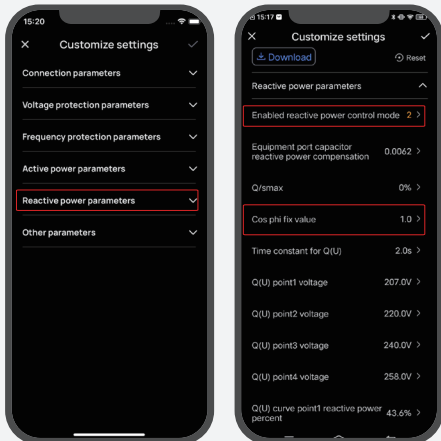 15:20
Customize settings
Connection parameters
Voltage protection parameters
Frequency protection parameters
Active power parameters
Reactive power parameters
Other parameters
15:17
Customize settings
Download
Reset
Reactive power parameters
Enabled reactive power control mode 2
Equipment port capacitor
reactive power compensation 0.0062
Q/smax 0%
Cos phi fix value 1.0
Time constant for Q(U) 2.0s
Q(U) point1 voltage 207.0V
Q(U) point2 voltage 220.0V
Q(U) point3 voltage 240.0V
Q(U) point4 voltage 258.0V
Q(U) curve point1 reactive power
percent 43.6%